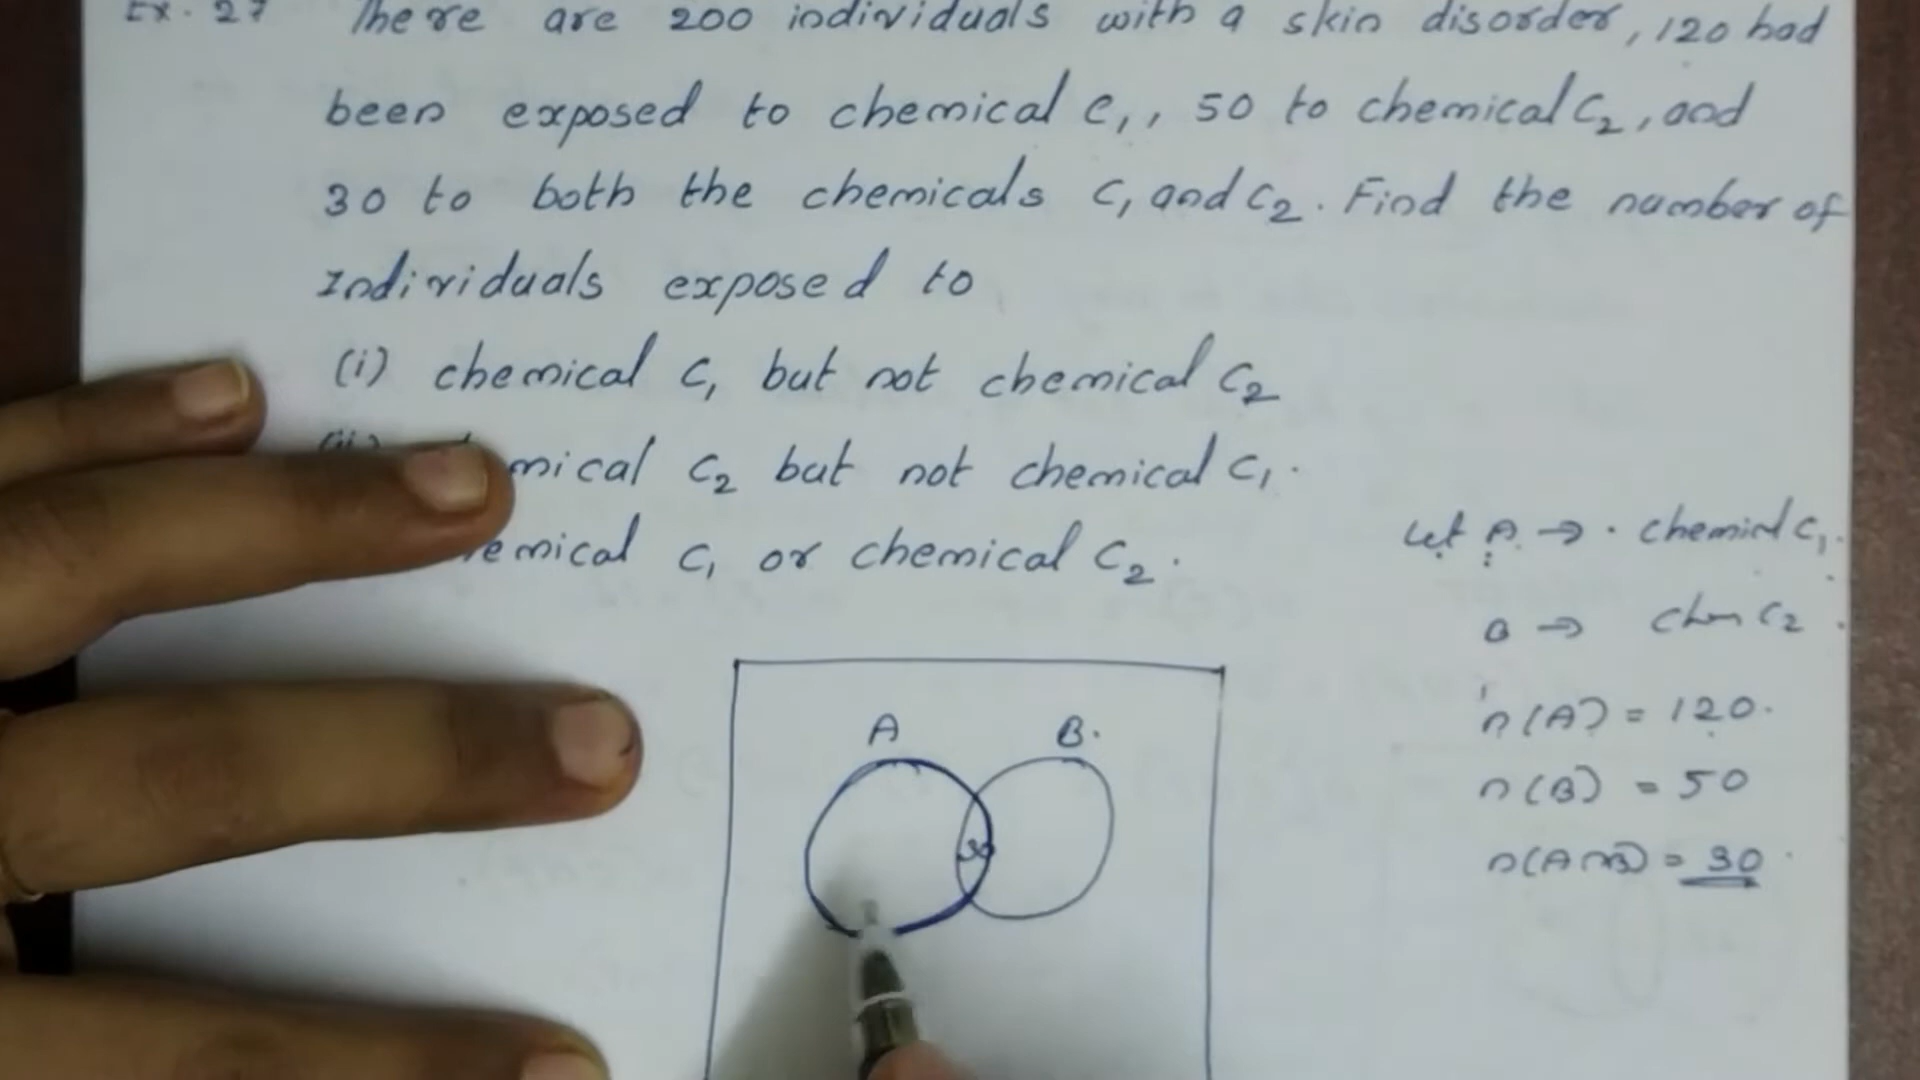 Ex. 27 There are 200 individuals with a skin disorder, 120 had
been exposed to chemical C₁, 50 to chemical C₂, and
30 to both the chemicals C₁ and C₂. Find the number of
Individuals exposed to
(i) chemical C₁ but not chemical C₂
(ii) mical C₂ but not chemical C₁.
emical C₁ or chemical C₂.
Let A → chemical C₁.
B → Chem C₂.
n(A) = 120.
n(B) = 50
n(A∩B) = 30
A B.
30